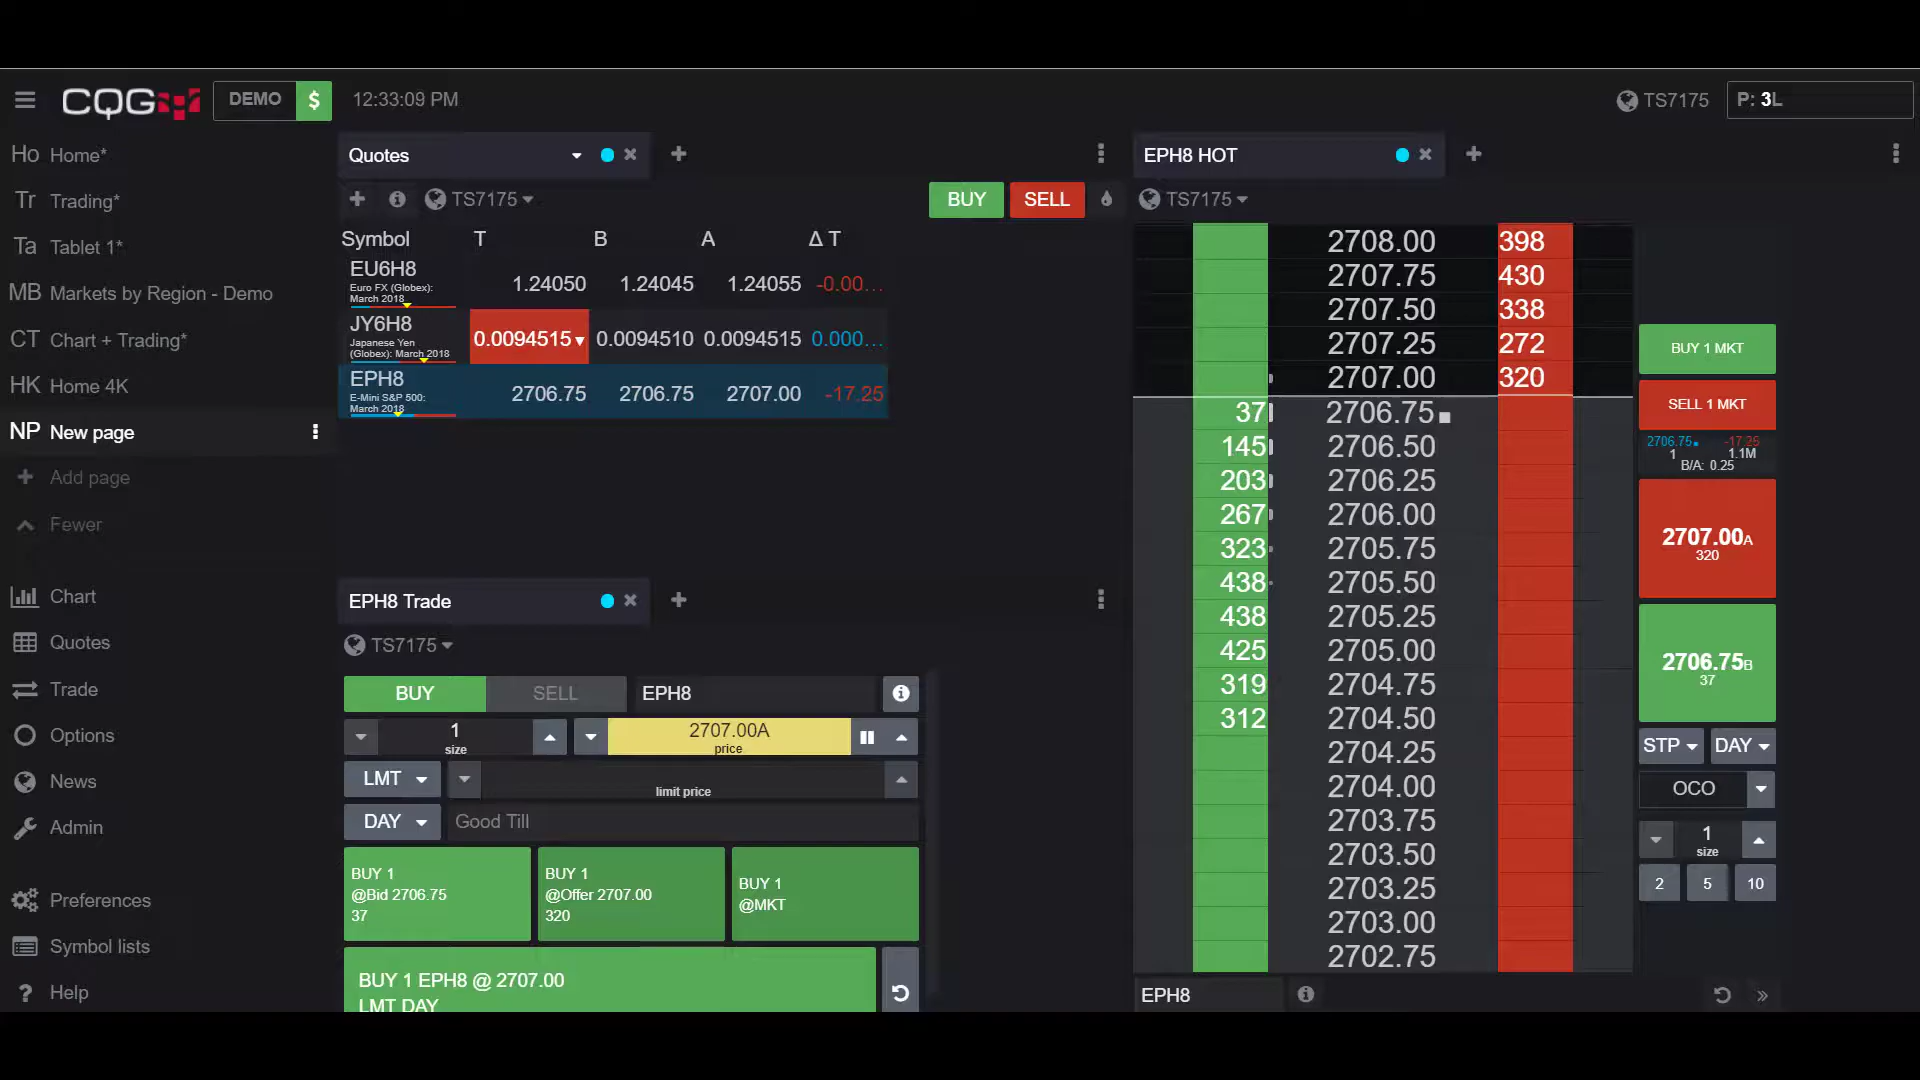 CQG DEMO $ 12:33:09 PM TS7175 P: 3L
Ho Home*
Tr Trading*
Ta Tablet 1*
MB Markets by Region - Demo
CT Chart + Trading*
HK Home 4K
NP New page
Add page
Fewer
Chart
Quotes
Trade
Options
News
Admin
Preferences
Symbol lists
? Help
Quotes
TS7175
BUY SELL
Symbol T B A Δ T
EU6H8
Euro FX (Globex):
March 2018
1.24050 1.24045 1.24055 -0.00...
JY6H8
Japanese Yen
(Globex): March 2018
0.0094515 0.0094510 0.0094515 0.000...
EPH8
E-Mini S&P 500:
March 2018
2706.75 2706.75 2707.00 -17.25
EPH8 Trade
TS7175
BUY SELL EPH8
1
size
2707.00A
price
LMT
limit price
DAY Good Till
BUY 1
@Bid 2706.75
37
BUY 1
@Offer 2707.00
320
BUY 1
@MKT
BUY 1 EPH8 @ 2707.00
LMT DAY
EPH8 HOT
TS7175
2708.00 398
2707.75 430
2707.50 338
2707.25 272
2707.00 320
37 2706.75
145 2706.50
203 2706.25
267 2706.00
323 2705.75
438 2705.50
438 2705.25
425 2705.00
319 2704.75
312 2704.50
2704.25
2704.00
2703.75
2703.50
2703.25
2703.00
2702.75
EPH8
BUY 1 MKT
SELL 1 MKT
2706.75 -17.25
1 1.1M
B/A: 0.25
2707.00A
320
2706.75B
37
STP DAY
OCO
1
size
2 5 10